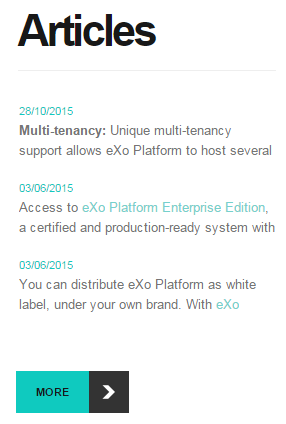 Articles
28/10/2015
Multi-tenancy: Unique multi-tenancy
support allows eXo Platform to host several
03/06/2015
Access to eXo Platform Enterprise Edition,
a certified and production-ready system with
03/06/2015
You can distribute eXo Platform as white
label, under your own brand. With eXo
MORE